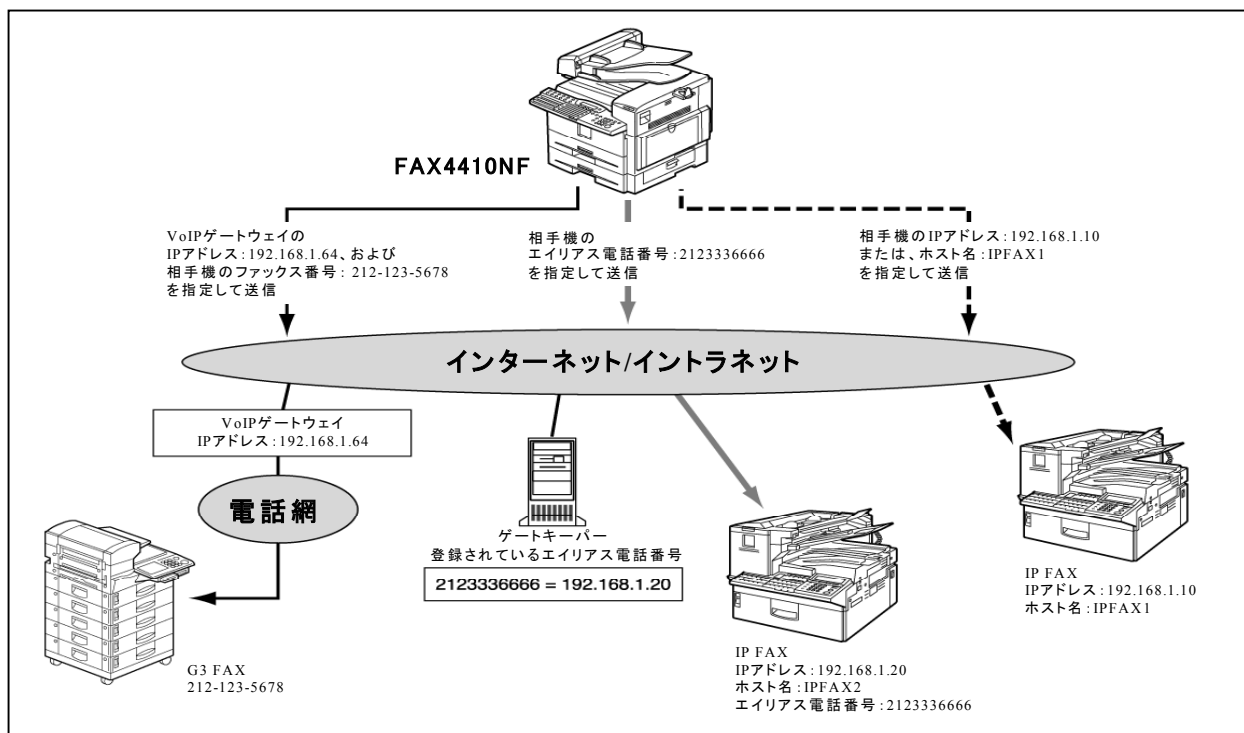 FAX4410NF
VoIPゲートウェイの
IPアドレス:192.168.1.64、および
相手機のファックス番号: 212-123-5678
を指定して送信
相手機の
エイリアス電話番号:2123336666
を指定して送信
相手機のIPアドレス:192.168.1.10
または、ホスト名:IPFAX1
を指定して送信
インターネット/イントラネット
VoIPゲートウェイ
IPアドレス:192.168.1.64
電話網
G3 FAX
212-123-5678
ゲートキーパー
登録されているエイリアス電話番号
2123336666 = 192.168.1.20
IP FAX
IPアドレス:192.168.1.20
ホスト名:IPFAX2
エイリアス電話番号:2123336666
IP FAX
IPアドレス:192.168.1.10
ホスト名:IPFAX1